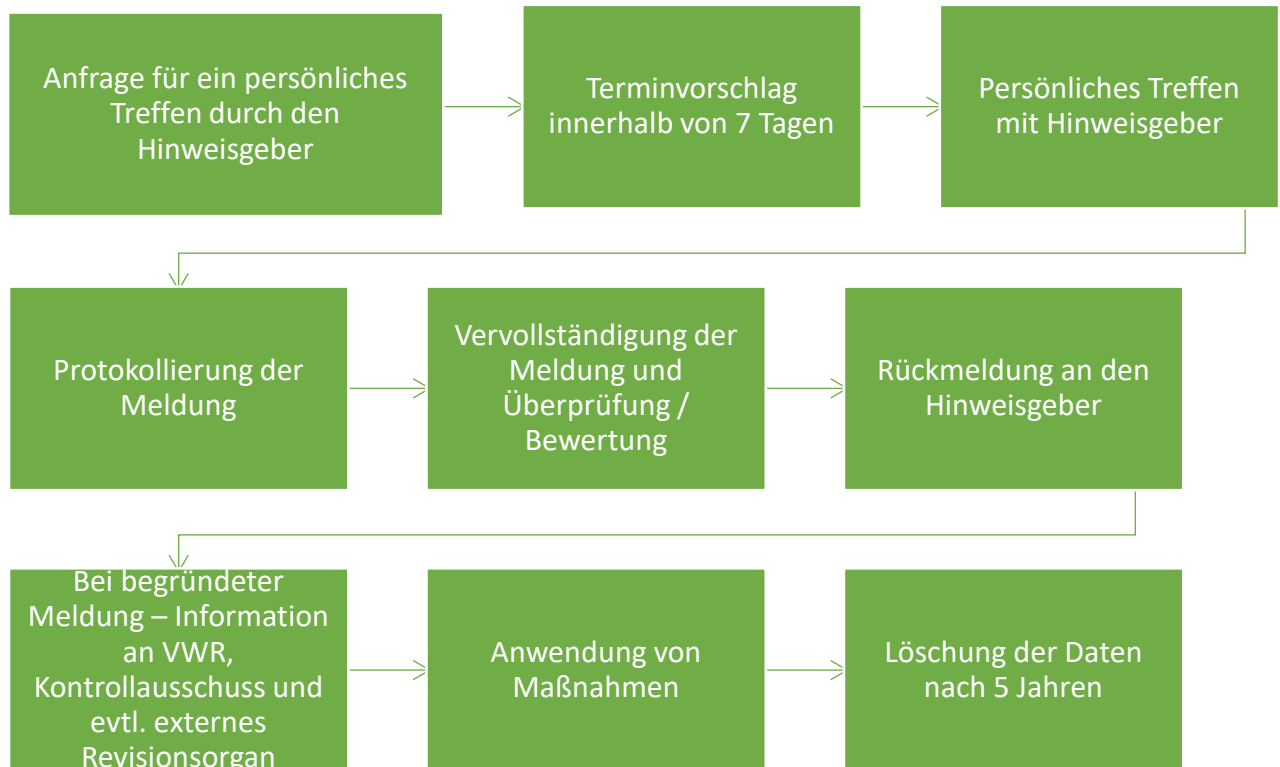 Anfrage für ein persönliches
Treffen durch den
Hinweisgeber
Terminvorschlag
innerhalb von 7 Tagen
Persönliches Treffen
mit Hinweisgeber
Protokollierung der
Meldung
Vervollständigung der
Meldung und
Überprüfung /
Bewertung
Rückmeldung an den
Hinweisgeber
Bei begründeter
Meldung – Information
an VWR,
Kontrollausschuss und
evtl. externes
Revisionsorgan
Anwendung von
Maßnahmen
Löschung der Daten
nach 5 Jahren